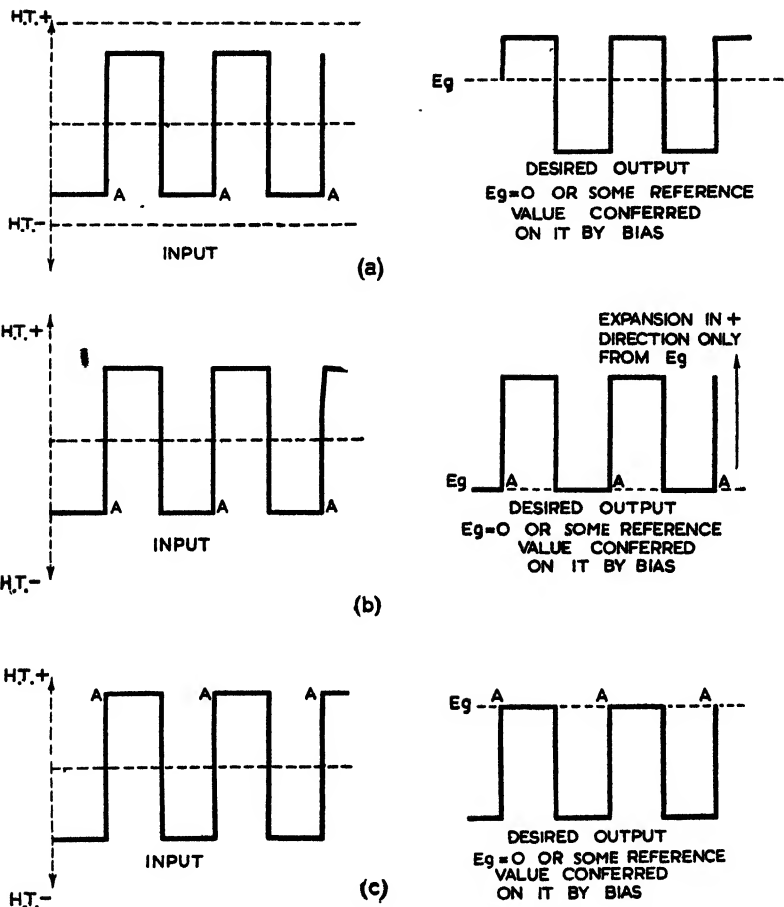 H.T.+
Eg
A A A
H.T.-
INPUT
DESIRED OUTPUT
Eg=O OR SOME REFERENCE
VALUE CONFERRED
ON IT BY BIAS
(a)
H.T.+
EXPANSION IN +
DIRECTION ONLY
FROM Eg
A A A
Eg A A A
INPUT
DESIRED OUTPUT
Eg=O OR SOME REFERENCE
VALUE CONFERRED
ON IT BY BIAS
H.T.-
(b)
H.T.+
A A A
Eg A A A
INPUT
DESIRED OUTPUT
Eg=O OR SOME REFERENCE
VALUE CONFERRED
ON IT BY BIAS
H.T.-
(c)